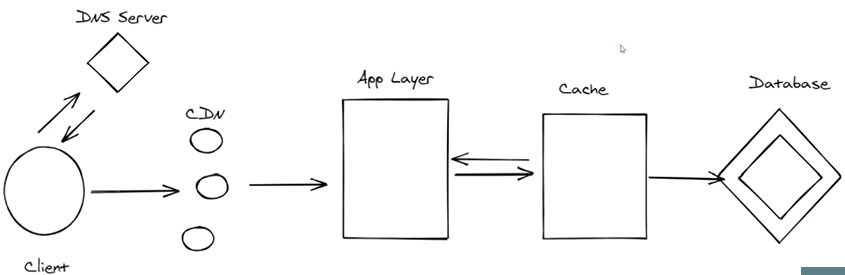 DNS Server
App Layer
Cache
Database
CDN
Client